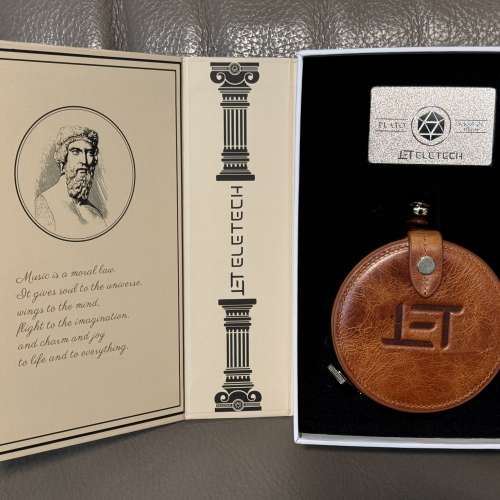 Music is a moral law.
It gives soul to the universe,
wings to the mind,
flight to the imagination,
and charm and joy
to life and to everything.
ELETECH
PLATO
ELETECH